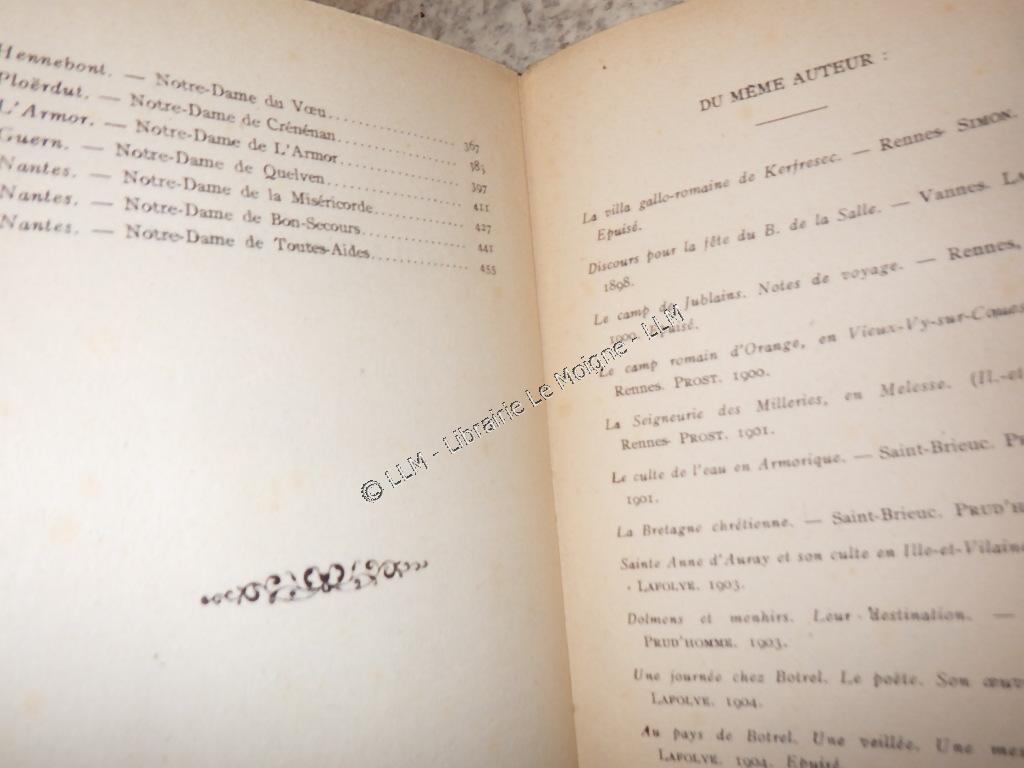 Hennebont. — Notre-Dame du Vœu.................... 367
Ploërdut. — Notre-Dame de Crénénan................ 383
L'Armor. — Notre-Dame de L'Armor................. 397
Guern. — Notre-Dame de Quelven.................... 411
Nantes. — Notre-Dame de la Miséricorde............. 427
Nantes. — Notre-Dame de Bon-Secours............... 441
Nantes. — Notre-Dame de Toutes-Aides.............. 455
DU MÊME AUTEUR :
La villa gallo-romaine de Kerfresec. — Rennes. SIMON.
Epuisé.
Discours pour la fête du B. de la Salle. — Vannes.
1898.
Le camp de Jublains. Notes de voyage. — Rennes,
1900. Epuisé.
Le camp romain d'Orange, en Vieux-Vy-sur-Couesnon
Rennes. PROST. 1900.
La Seigneurie des Milleries, en Melesse. (Il.-et-
Rennes. PROST. 1901.
Le culte de l'eau en Armorique. — Saint-Brieuc.
1901.
La Bretagne chrétienne. — Saint-Brieuc. PRUD'H
Sainte Anne d'Auray et son culte en Ille-et-Vilaine
LAFOLYE. 1903.
Dolmens et menhirs. Leur destination. —
PRUD'HOMME. 1903.
Une journée chez Botrel. Le poète. Son œuv
LAFOLYE. 1904.
Au pays de Botrel. Une veillée. Une mes
LAFOLYE. 1904. Epuisé.
© LLM - Librairie Le Moigne - LLM